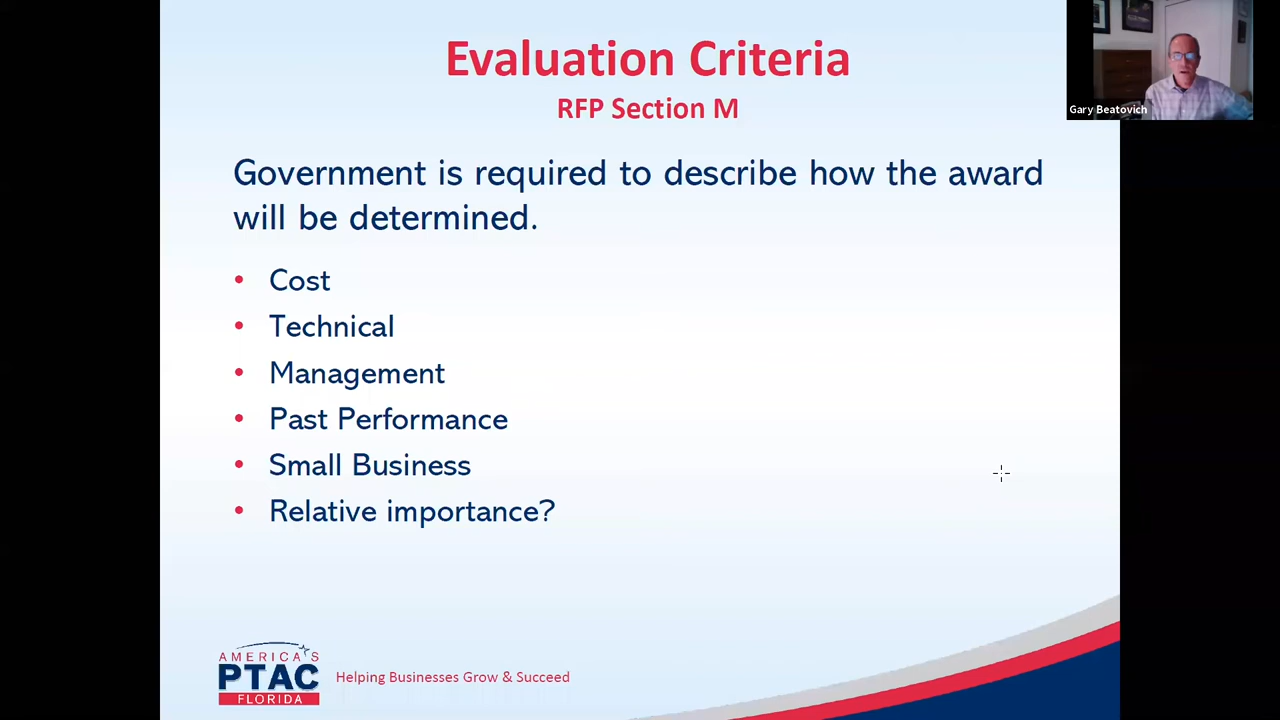 Evaluation Criteria
RFP Section M
Gary Beatovich
Government is required to describe how the award
will be determined.
• Cost
• Technical
• Management
• Past Performance
• Small Business
• Relative importance?
AMERICA'S
PTAC
FLORIDA
Helping Businesses Grow & Succeed